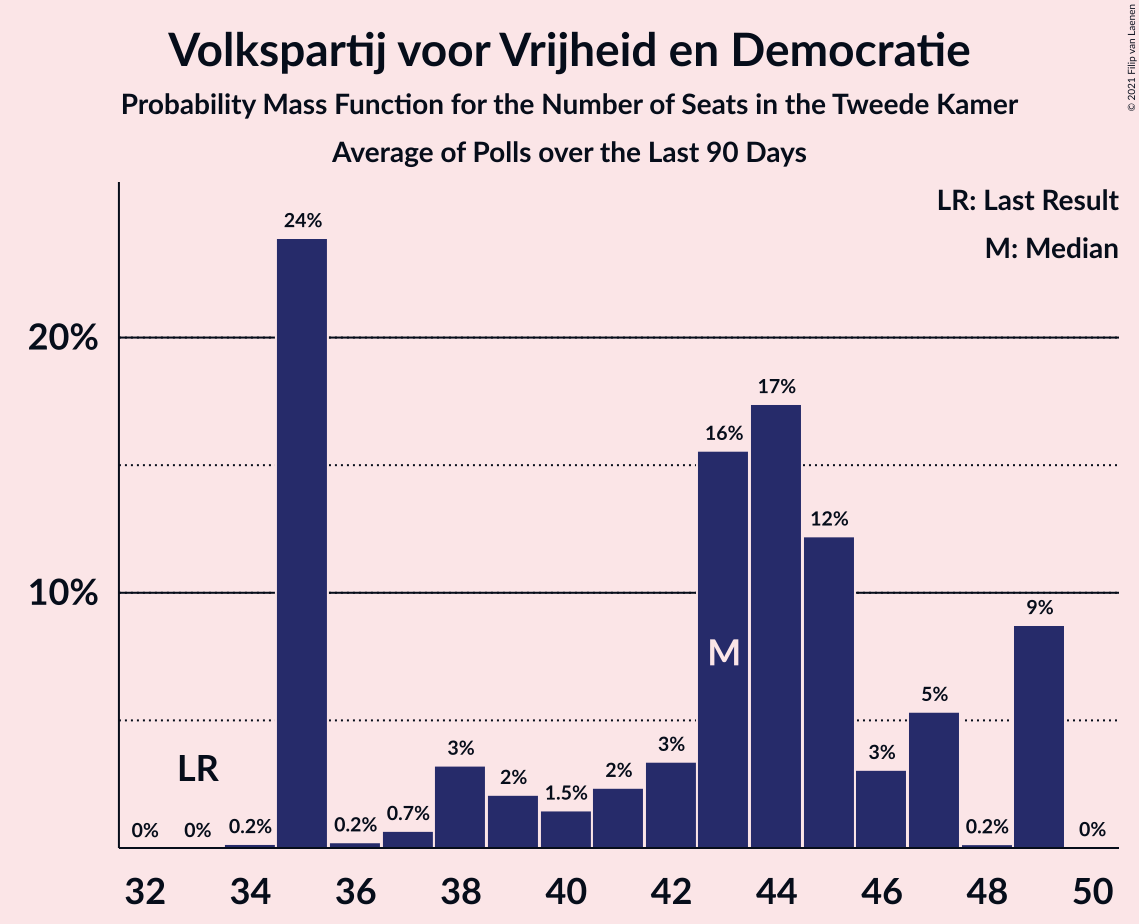 Volkspartij voor Vrijheid en Democratie
Probability Mass Function for the Number of Seats in the Tweede Kamer
Average of Polls over the Last 90 Days
© 2021 Filip van Laenen
LR: Last Result
M: Median
20%
10%
0%
0%
0.2%
24%
0.2%
0.7%
3%
2%
1.5%
2%
3%
16%
17%
12%
3%
5%
0.2%
9%
0%
LR
M
32 34 36 38 40 42 44 46 48 50